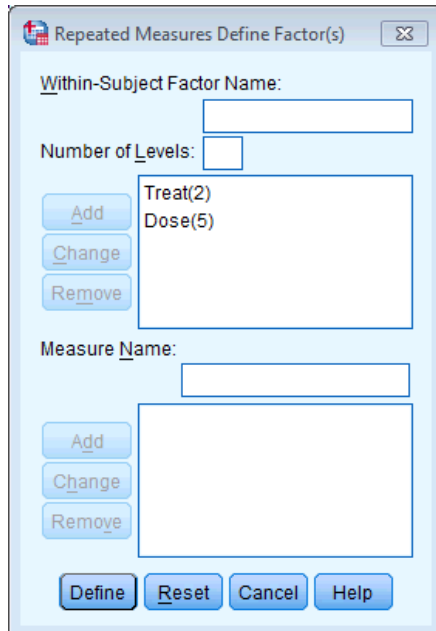 Repeated Measures Define Factor(s)
Within-Subject Factor Name:
Number of Levels:
Add
Change
Remove
Treat(2)
Dose(5)
Measure Name:
Add
Change
Remove
Define Reset Cancel Help